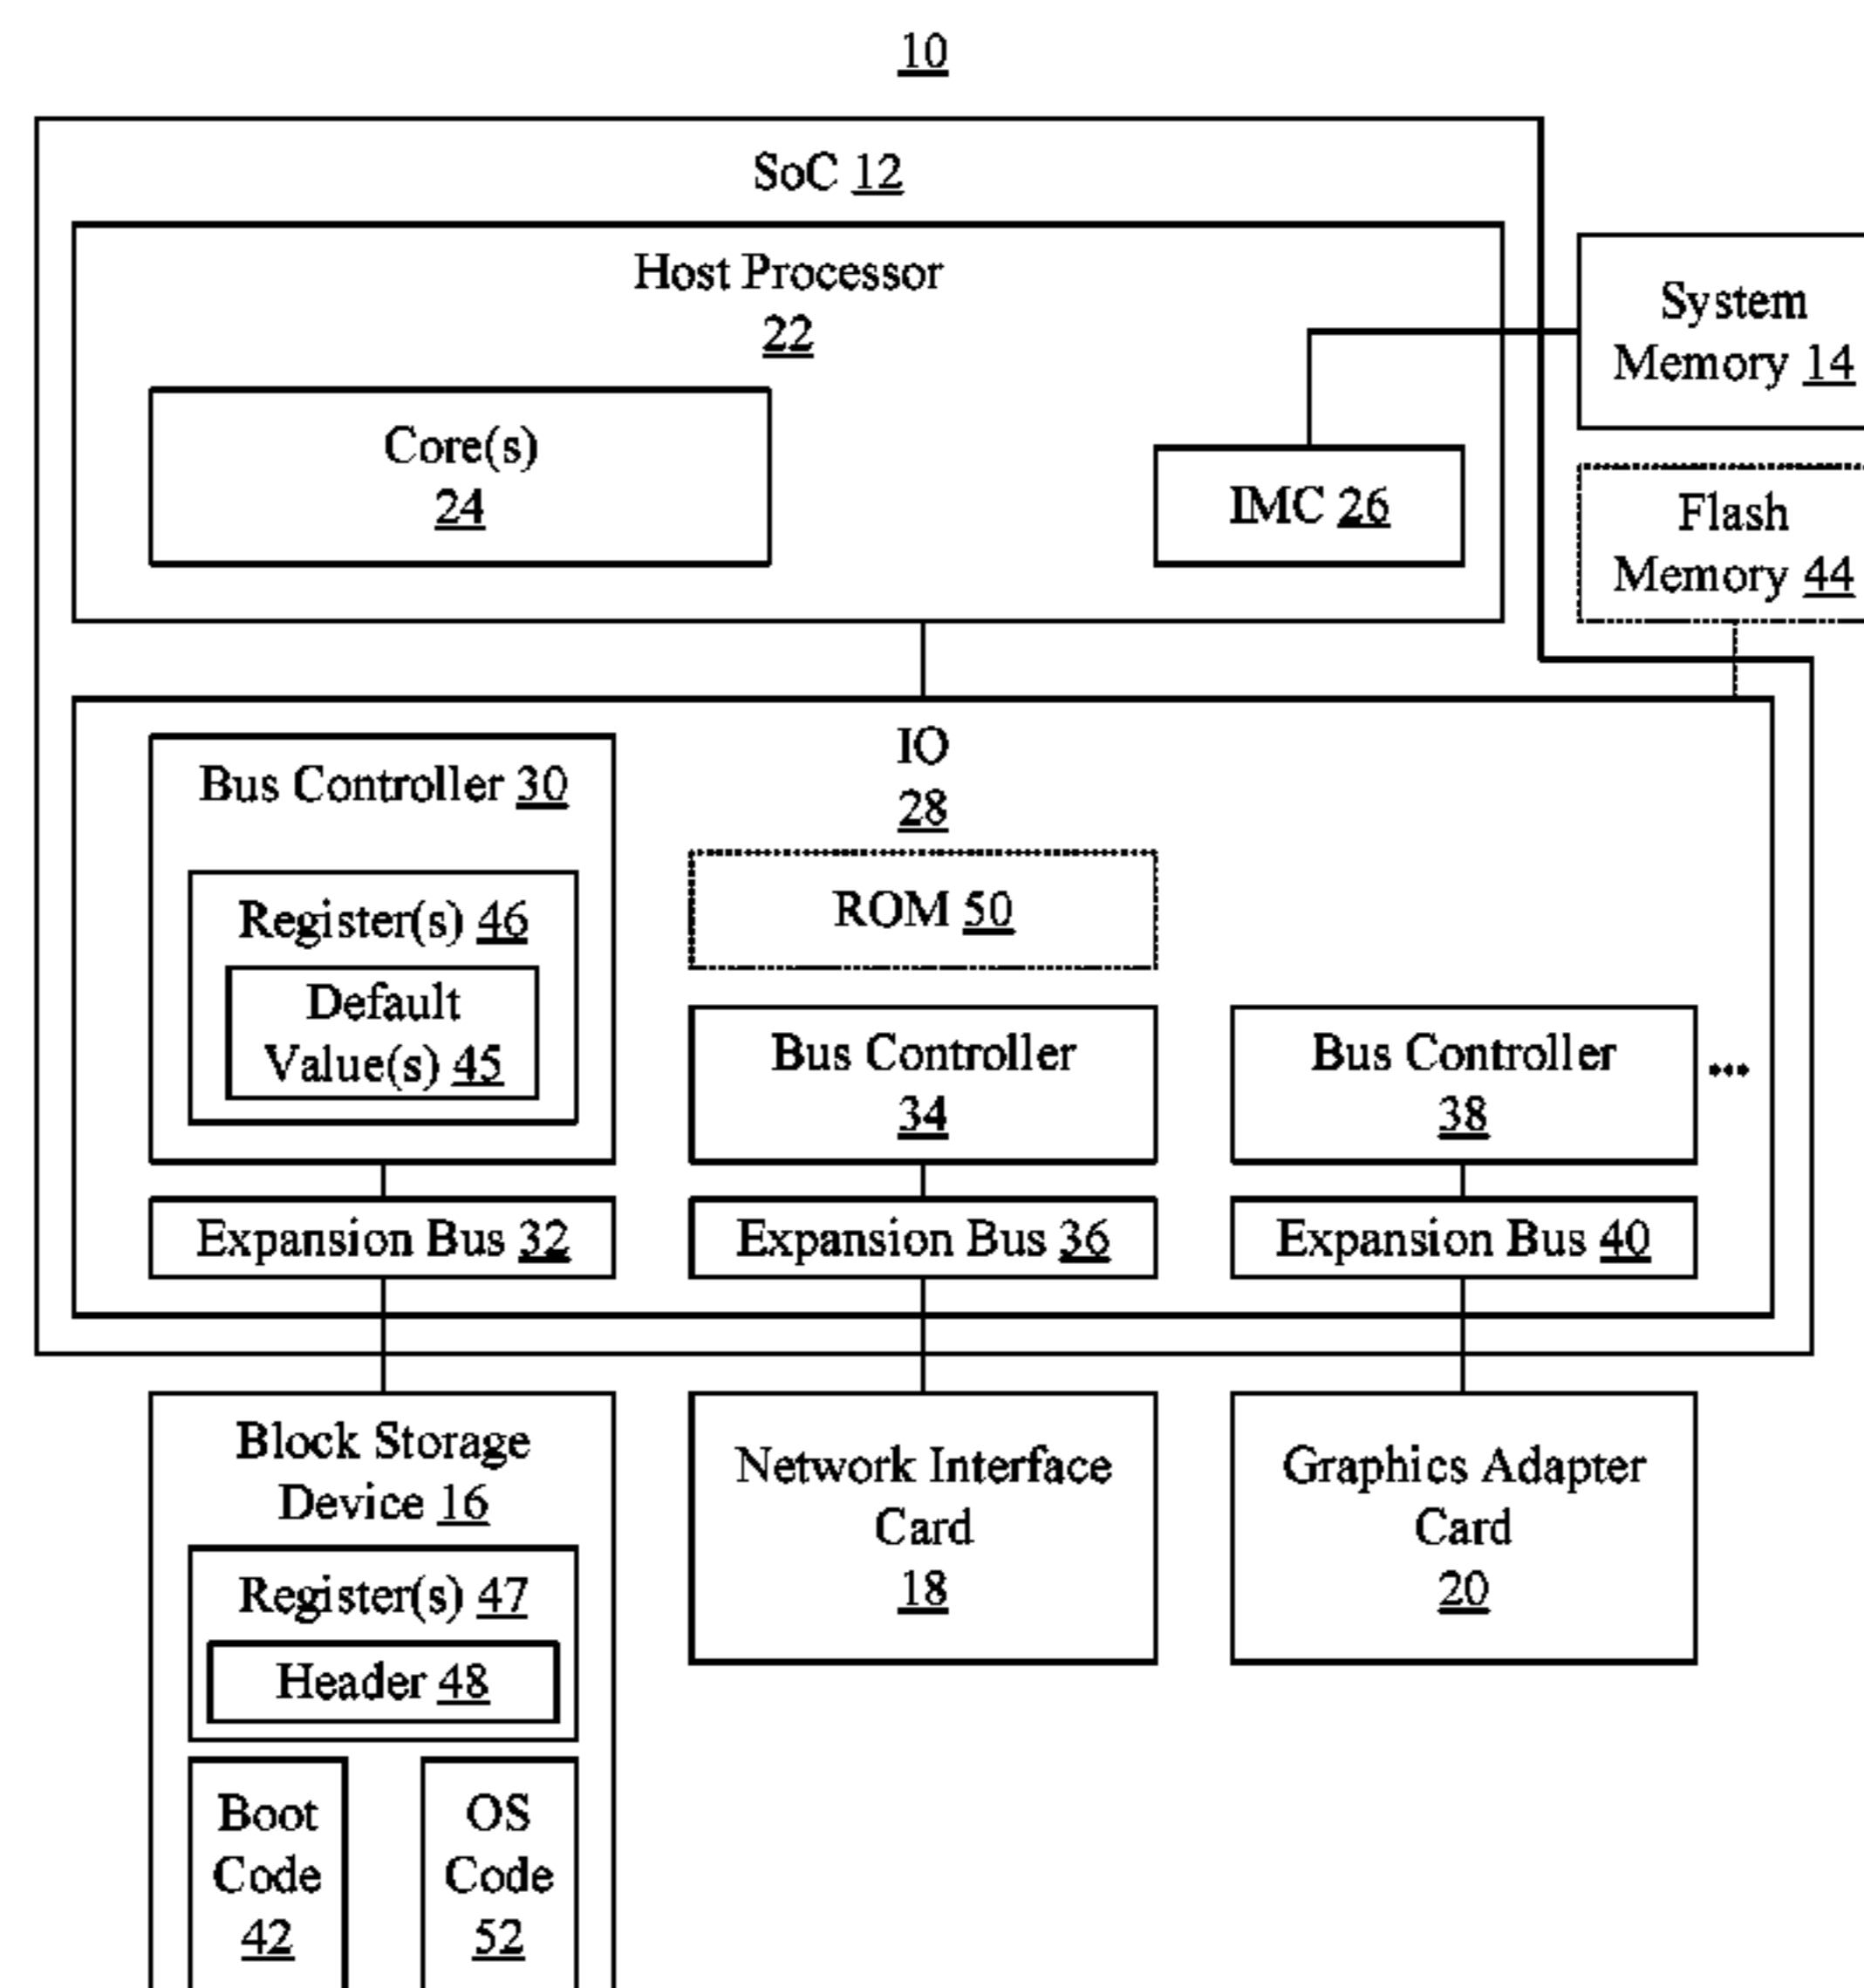 10
SoC 12
Host Processor
22
System
Memory 14
Core(s)
24
IMC 26
Flash
Memory 44
IO
28
Bus Controller 30
Register(s) 46
Default
Value(s) 45
ROM 50
Bus Controller
34
Bus Controller
38
...
Expansion Bus 32
Expansion Bus 36
Expansion Bus 40
Block Storage
Device 16
Register(s) 47
Header 48
Boot
Code
42
OS
Code
52
Network Interface
Card
18
Graphics Adapter
Card
20